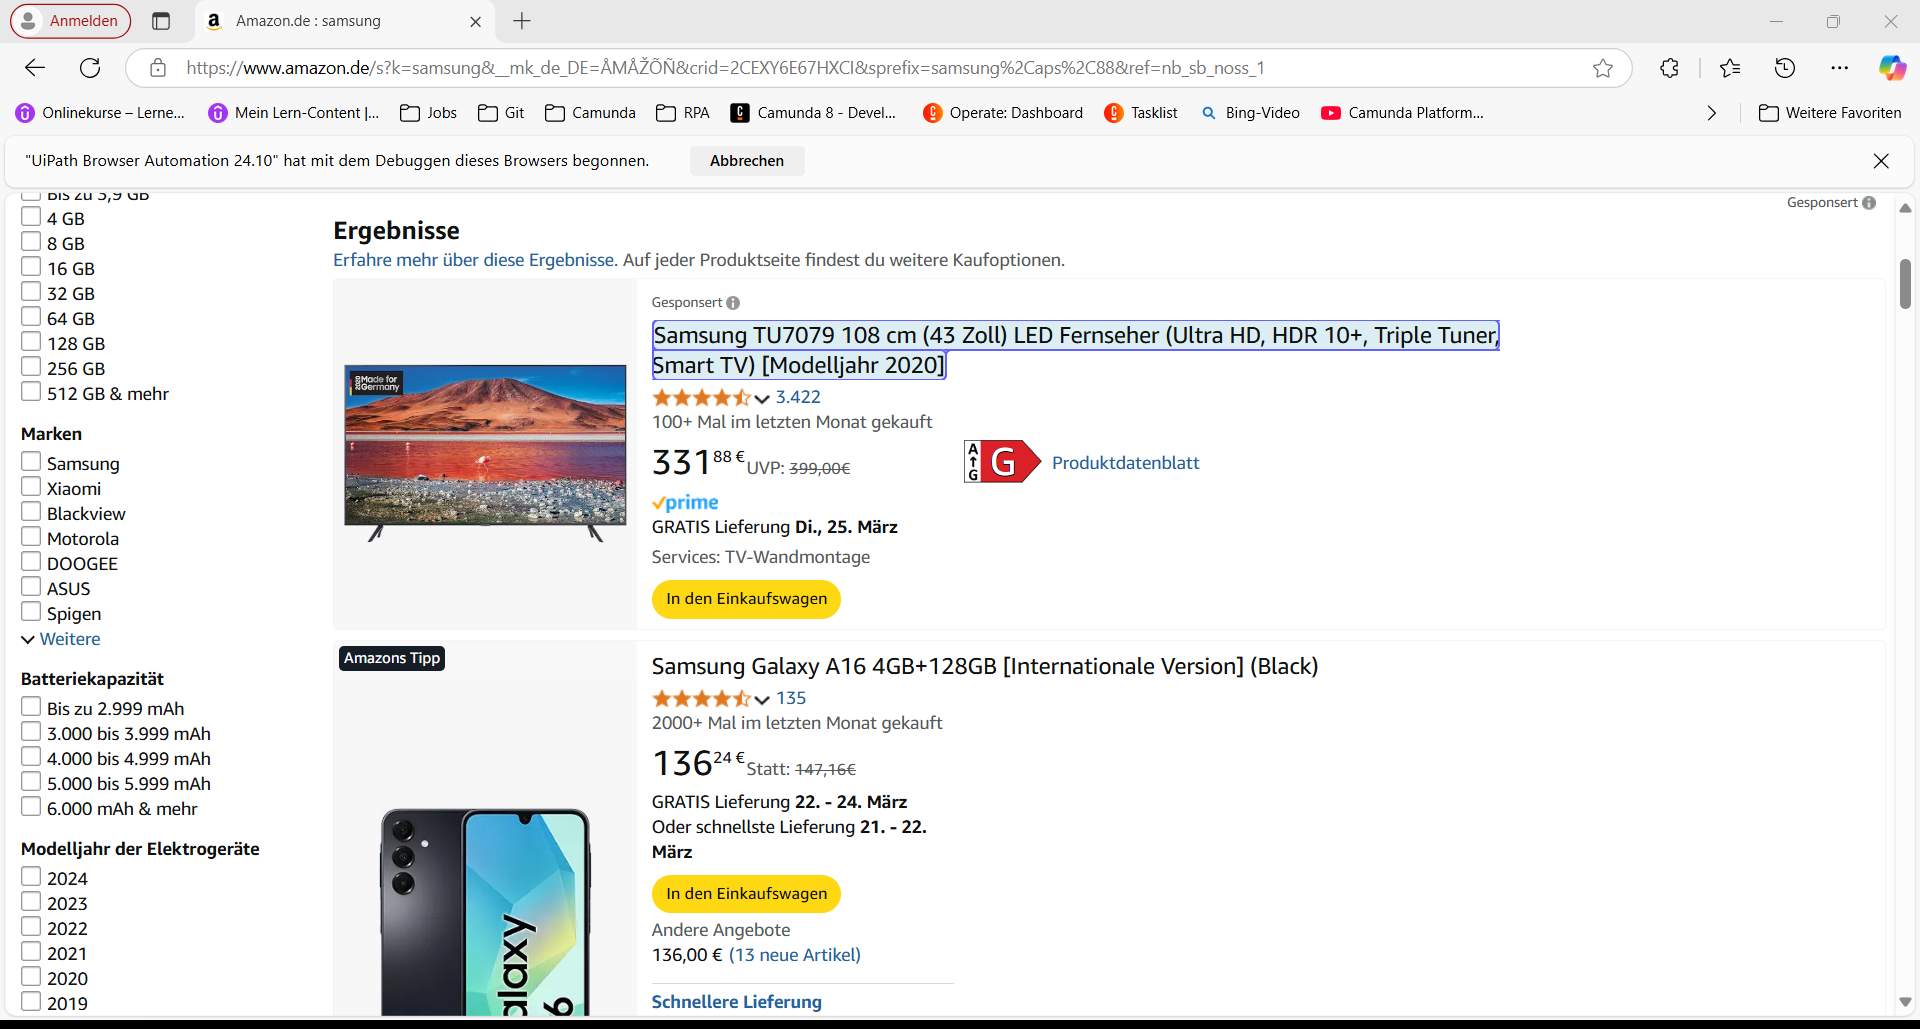 Anmelden
Amazon.de : samsung
https://www.amazon.de/s?k=samsung&__mk_de_DE=ÅMÅŽÕÑ&crid=2CEXY6E67HXCI&sprefix=samsung%2Caps%2C88&ref=nb_sb_noss_1
Onlinekurse – Lerne...
Mein Lern-Content |...
Jobs
Git
Camunda
RPA
Camunda 8 - Devel...
Operate: Dashboard
Tasklist
Bing-Video
Camunda Platform...
Weitere Favoriten
"UiPath Browser Automation 24.10" hat mit dem Debuggen dieses Browsers begonnen.
Abbrechen
Bis zu 3,9 GB
4 GB
8 GB
16 GB
32 GB
64 GB
128 GB
256 GB
512 GB & mehr
Marken
Samsung
Xiaomi
Blackview
Motorola
DOOGEE
ASUS
Spigen
Weitere
Batteriekapazität
Bis zu 2.999 mAh
3.000 bis 3.999 mAh
4.000 bis 4.999 mAh
5.000 bis 5.999 mAh
6.000 mAh & mehr
Modelljahr der Elektrogeräte
2024
2023
2022
2021
2020
2019
Gesponsert
Ergebnisse
Erfahre mehr über diese Ergebnisse. Auf jeder Produktseite findest du weitere Kaufoptionen.
2020 Made for Germany
Gesponsert
Samsung TU7079 108 cm (43 Zoll) LED Fernseher (Ultra HD, HDR 10+, Triple Tuner,
Smart TV) [Modelljahr 2020]
3.422
100+ Mal im letzten Monat gekauft
331 88 € UVP: 399,00€
A G G Produktdatenblatt
prime
GRATIS Lieferung Di., 25. März
Services: TV-Wandmontage
In den Einkaufswagen
Amazons Tipp
Samsung Galaxy A16 4GB+128GB [Internationale Version] (Black)
135
2000+ Mal im letzten Monat gekauft
136 24 € Statt: 147,16€
GRATIS Lieferung 22. - 24. März
Oder schnellste Lieferung 21. - 22.
März
In den Einkaufswagen
Andere Angebote
136,00 € (13 neue Artikel)
Schnellere Lieferung
alaxy
6